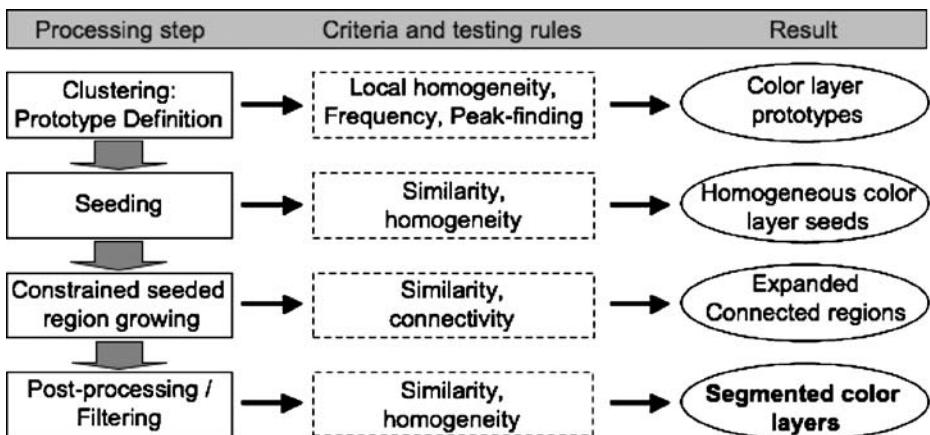 Processing step Criteria and testing rules Result
Clustering:
Prototype Definition
Local homogeneity,
Frequency, Peak-finding
Color layer
prototypes
Seeding
Similarity,
homogeneity
Homogeneous color
layer seeds
Constrained seeded
region growing
Similarity,
connectivity
Expanded
Connected regions
Post-processing /
Filtering
Similarity,
homogeneity
Segmented color
layers